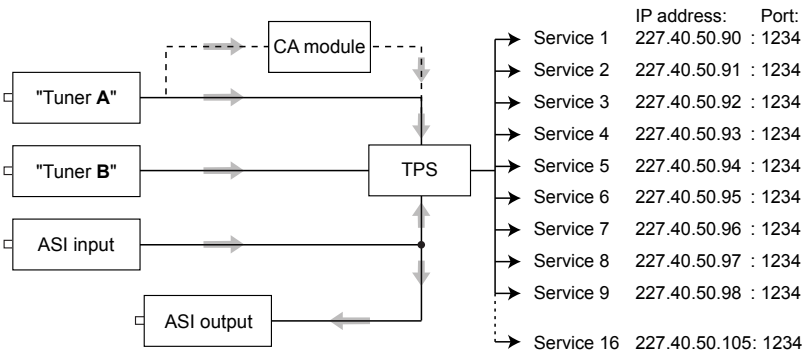 IP address: Port:
CA module
Service 1 227.40.50.90 : 1234
Service 2 227.40.50.91 : 1234
"Tuner A"
Service 3 227.40.50.92 : 1234
Service 4 227.40.50.93 : 1234
"Tuner B"
TPS
Service 5 227.40.50.94 : 1234
Service 6 227.40.50.95 : 1234
Service 7 227.40.50.96 : 1234
ASI input
Service 8 227.40.50.97 : 1234
Service 9 227.40.50.98 : 1234
ASI output
Service 16 227.40.50.105: 1234